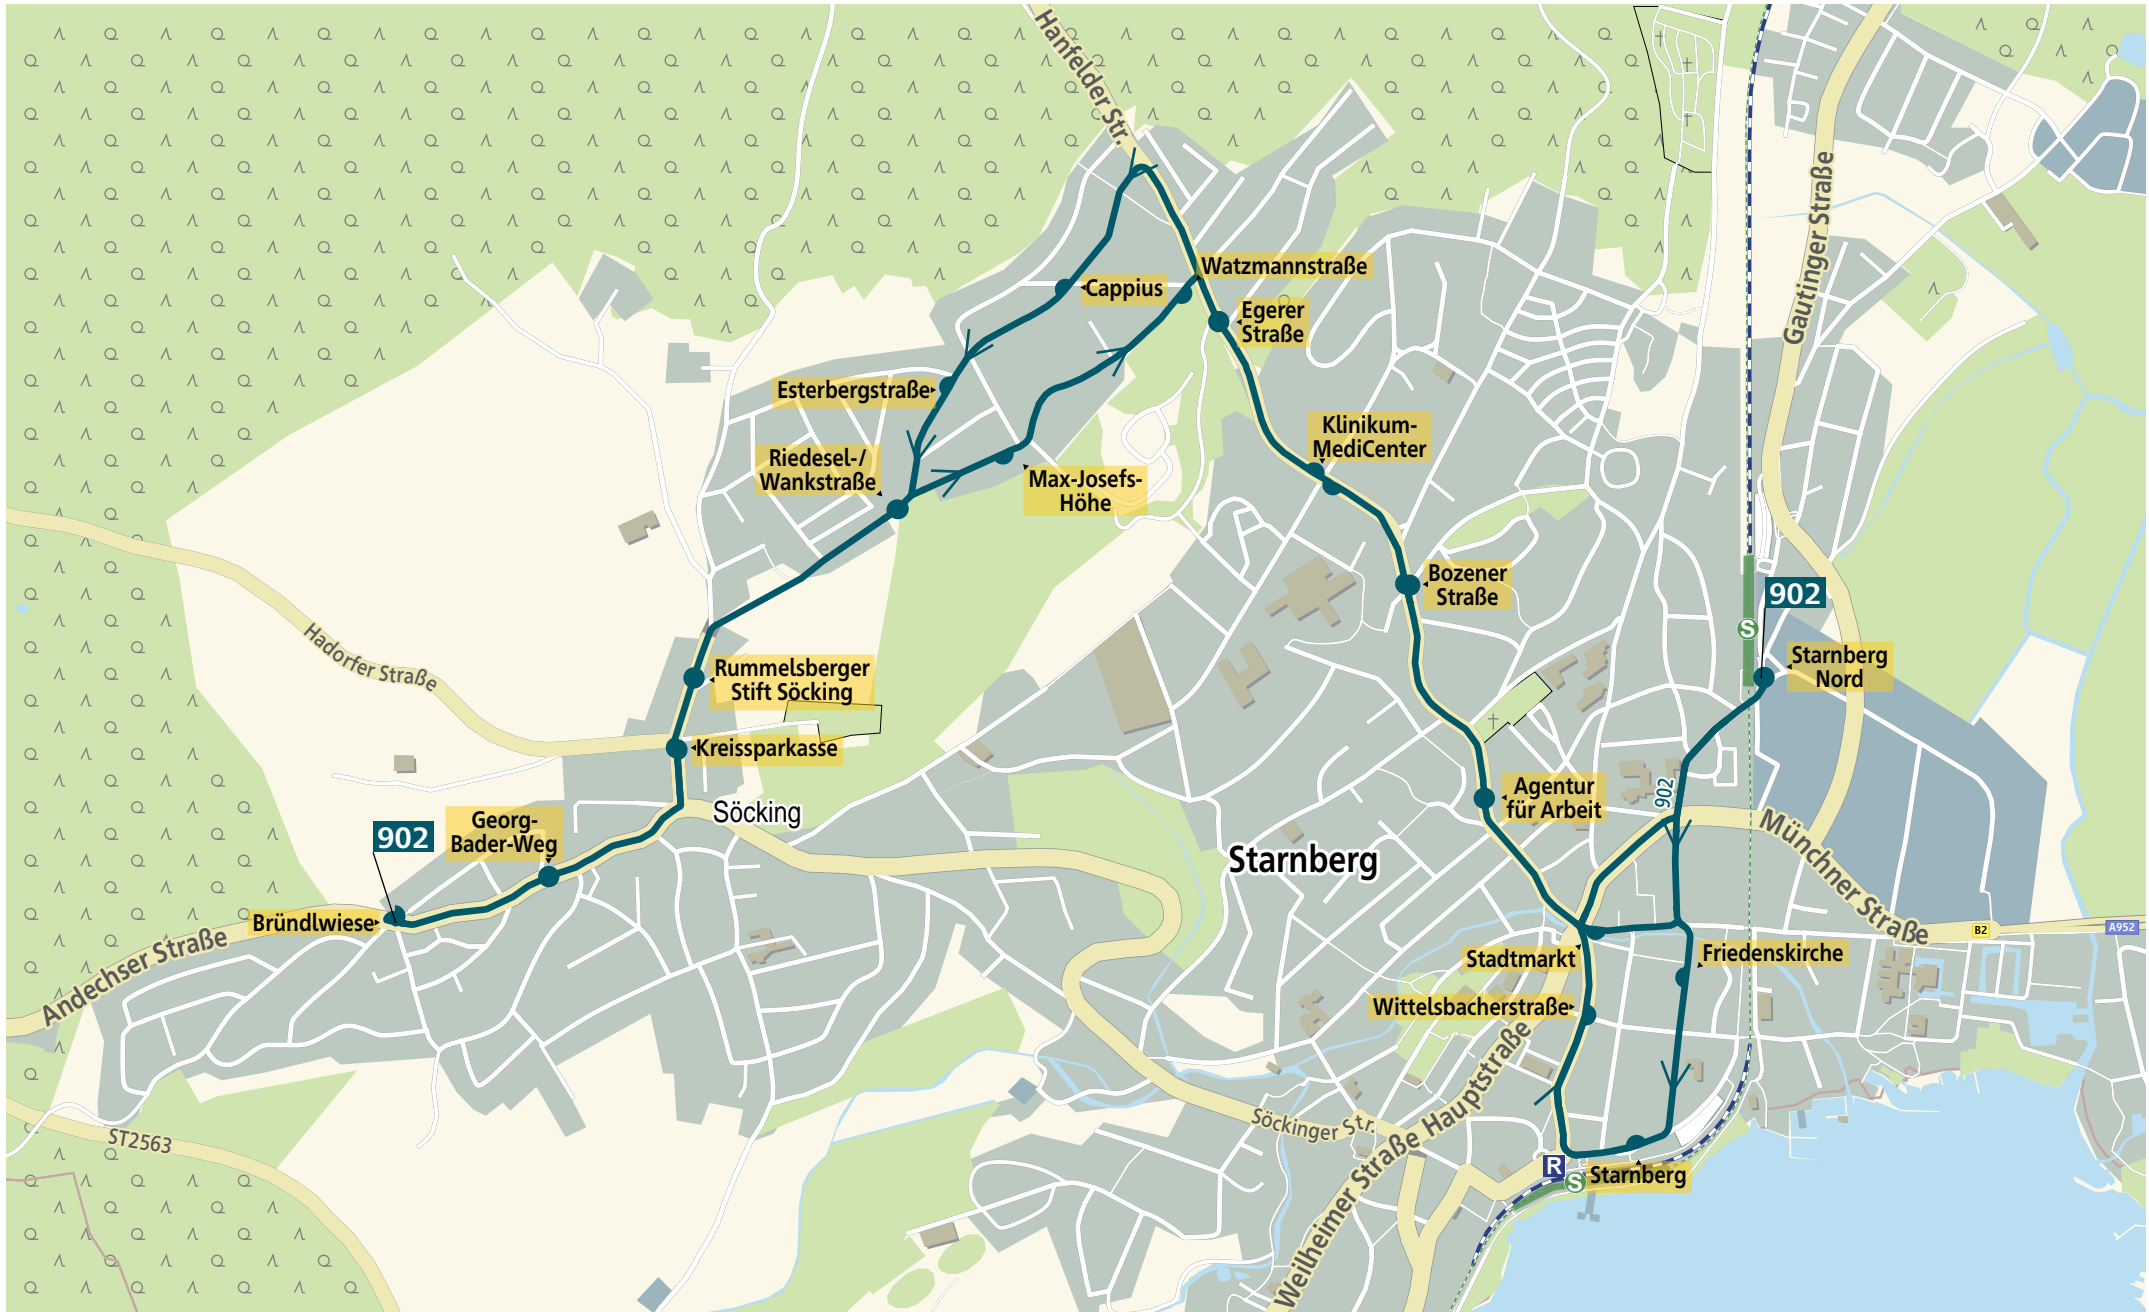 Hanfelder Str.
Gautinger Straße
Watzmannstraße
Cappius
Egerer
Straße
Esterbergstraße
Klinikum-
MediCenter
Riedesel-/
Wankstraße
Max-Josefs-
Höhe
Bozener
Straße
902
S
Starnberg
Nord
Hadorfer Straße
Rummelsberger
Stift Söcking
Kreissparkasse
Agentur
für Arbeit
902
Söcking
Georg-
Bader-Weg
902
Münchner Straße
Starnberg
Bründlwiese
Andechser Straße
B2
A952
Stadtmarkt
Friedenskirche
Wittelsbacherstraße
ST2563
Söckinger Str.
Weilheimer Straße
Hauptstraße
R
S
Starnberg